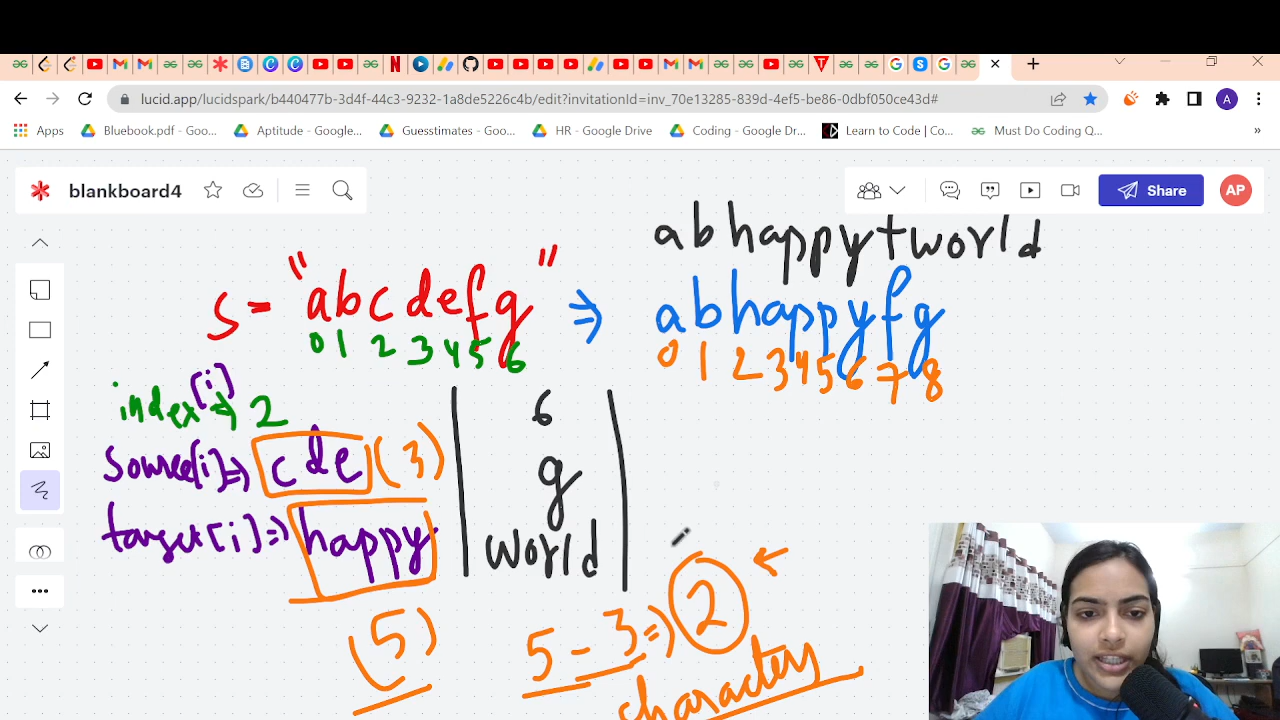 lucid.app/lucidspark/b440477b-3d4f-44c3-9232-1a8de5226c4b/edit?invitationId=inv_70e13285-839d-4ef5-be86-0dbf050ce43d#
A
Apps
Bluebook.pdf - Goo...
Aptitude - Google...
Guesstimates - Goo...
HR - Google Drive
Coding - Google Dr...
Learn to Code | Co...
Must Do Coding Q...
»
blankboard4
Share
AP
abhappyfworld
S = "abcdefg" ⇒ abhappyfg
0 1 2 3 4 5 6
0 1 2 3 4 5 6 7 8
index[i] ⇒ 2
source[i] ⇒ cde (3)
target[i] ⇒ happy
6
g
world
(5)
5 - 3 ⇒ 2 ←
characters